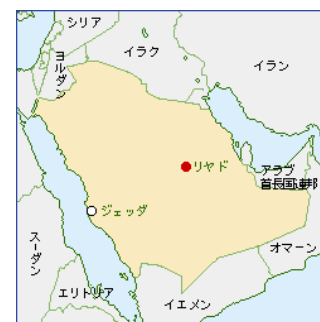 シリア
イラク
イラン
ヨルダン
リヤド
アラブ
首長国連邦
ジェッダ
スーダン
オマーン
エリトリア
イエメン